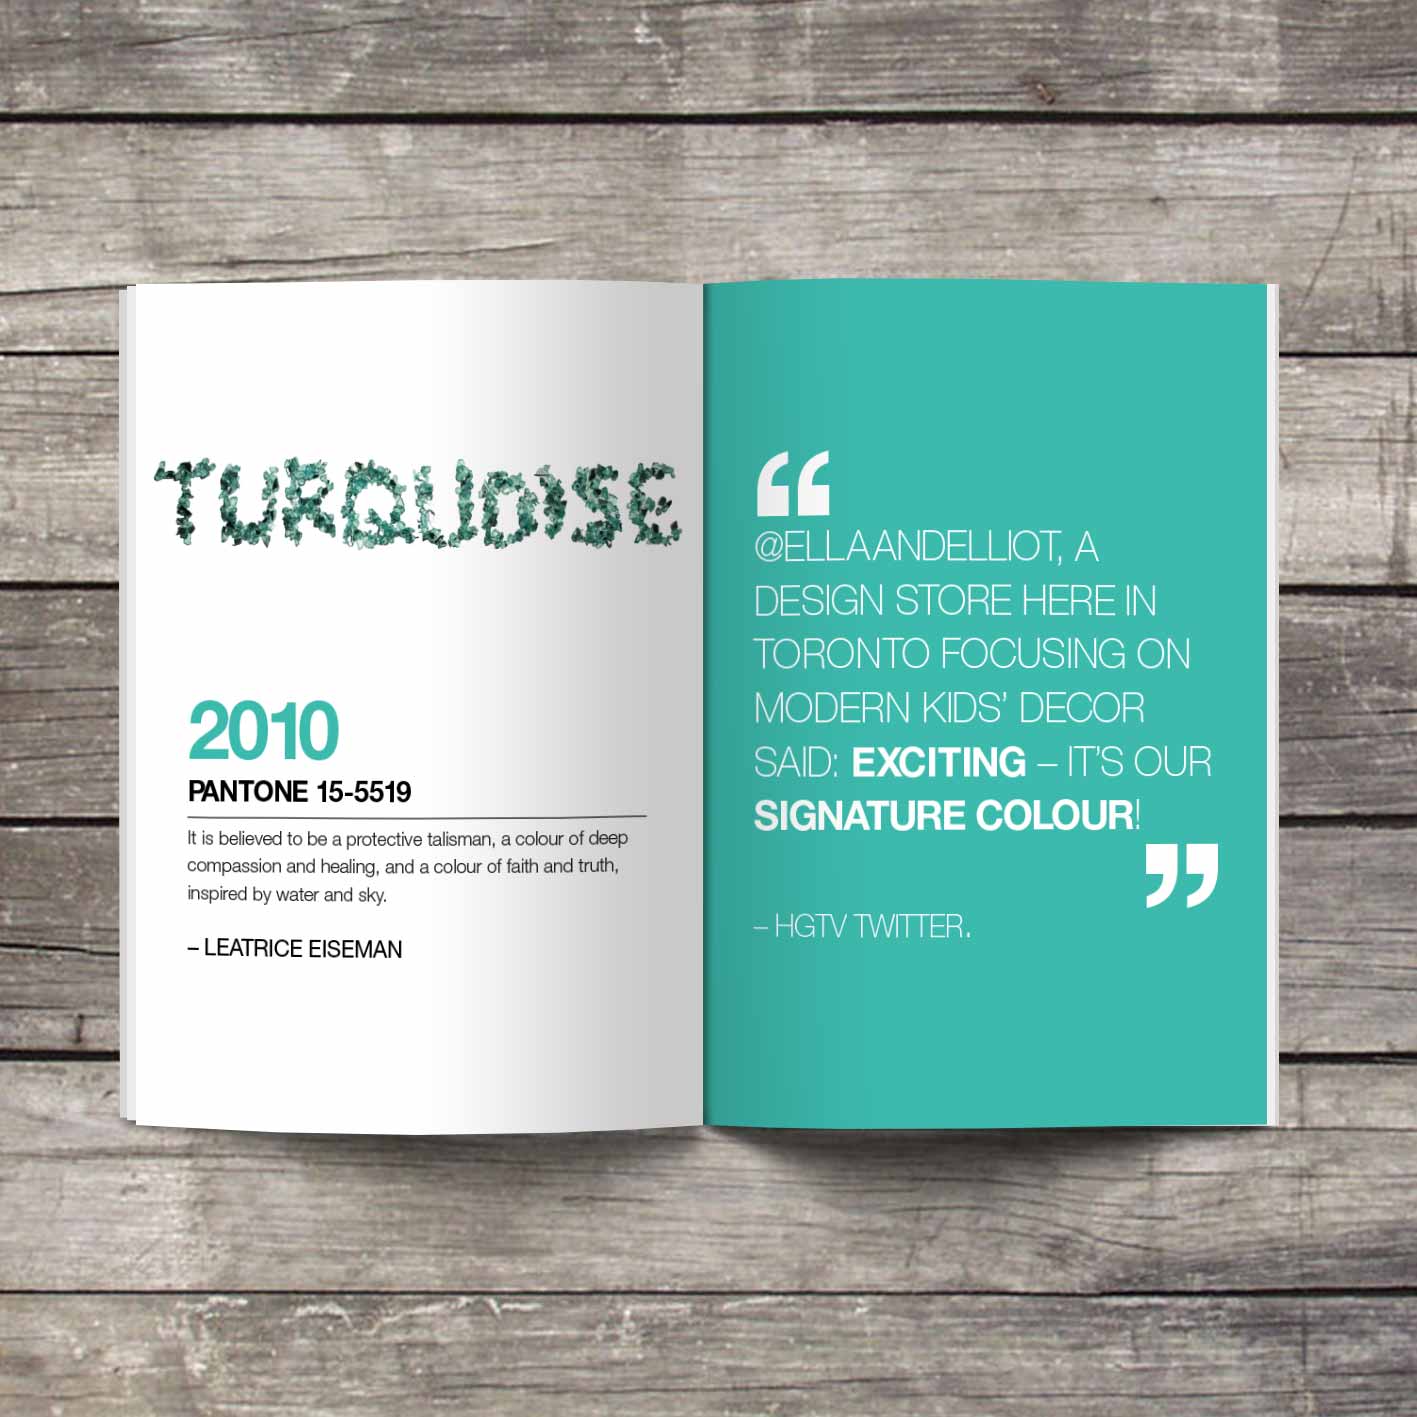 TURQUOISE
2010
PANTONE 15-5519
It is believed to be a protective talisman, a colour of deep
compassion and healing, and a colour of faith and truth,
inspired by water and sky.
– LEATRICE EISEMAN
“
@ELLAANDELLIOT, A
DESIGN STORE HERE IN
TORONTO FOCUSING ON
MODERN KIDS’ DECOR
SAID: EXCITING – IT’S OUR
SIGNATURE COLOUR!
”
– HGTV TWITTER.